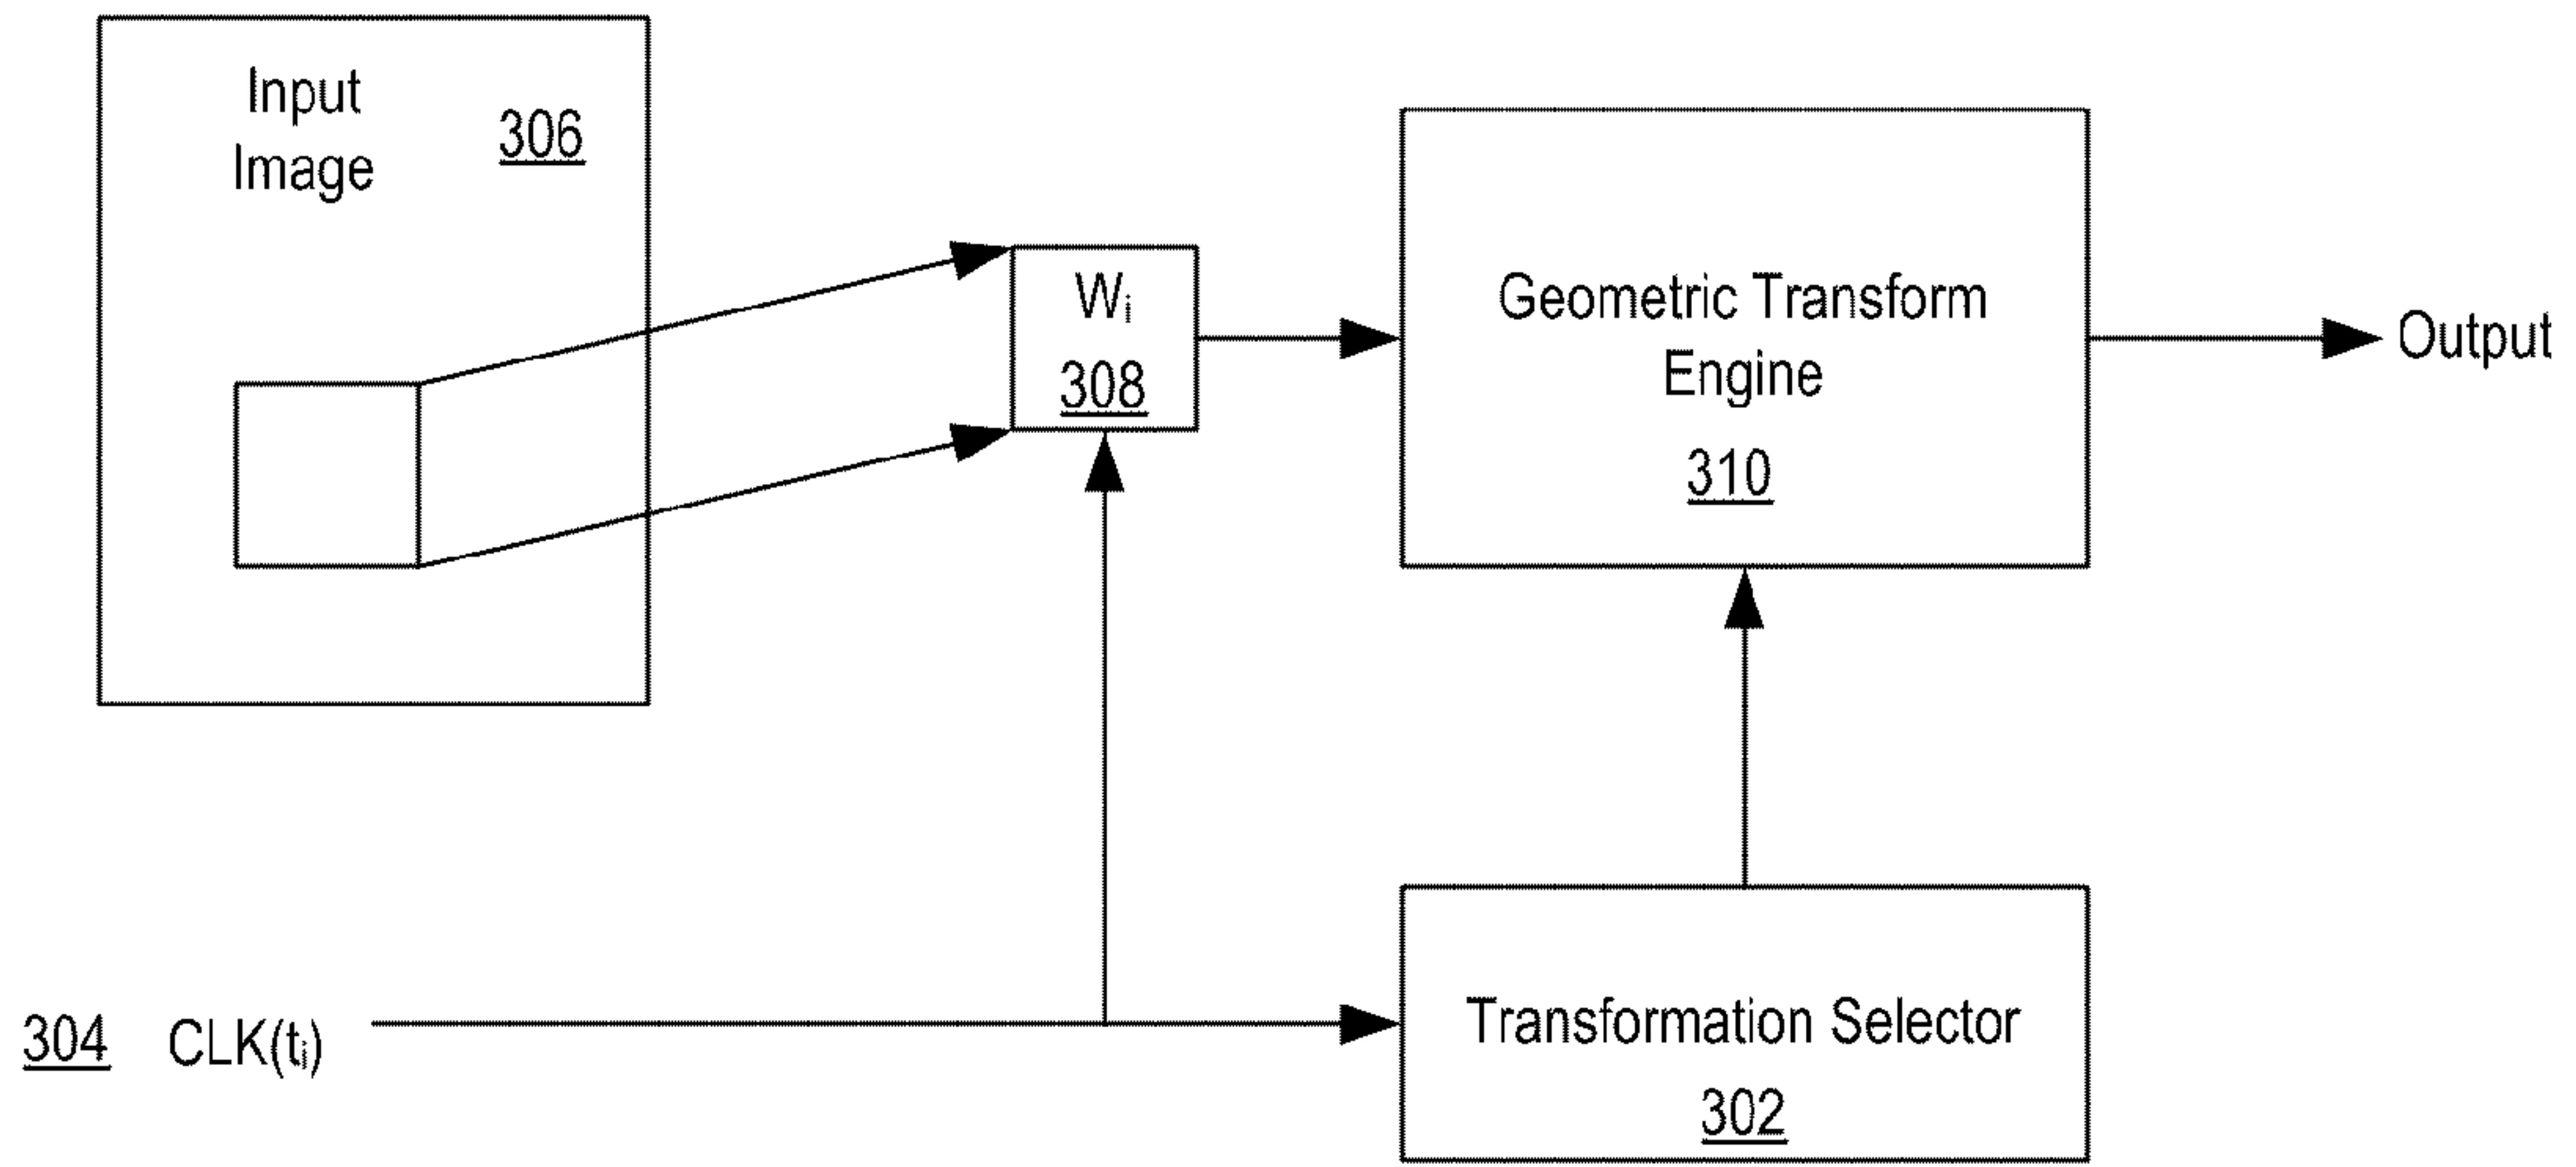 Input
Image
306
Wᵢ
308
Geometric Transform
Engine
310
Output
304 CLK(tᵢ)
Transformation Selector
302